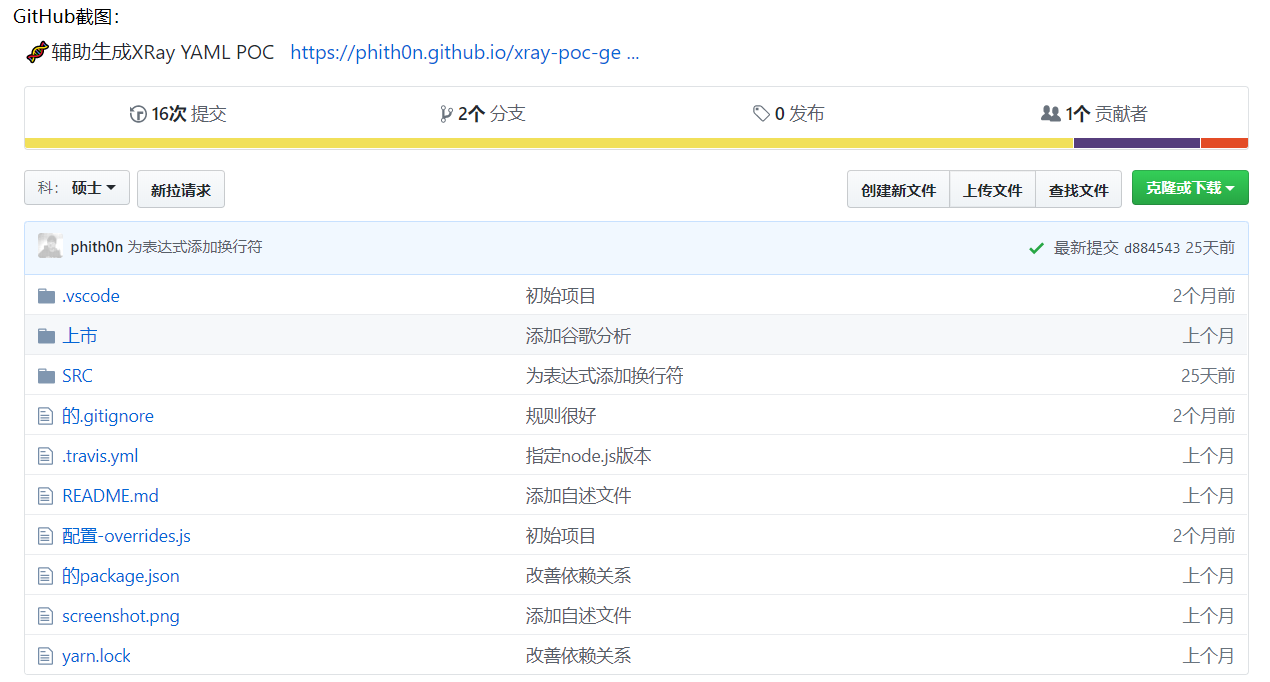 GitHub截图：
辅助生成XRay YAML POC https://phith0n.github.io/xray-poc-ge ...
16次 提交 2个 分支 0 发布 1个 贡献者
科： 硕士 新拉请求 创建新文件 上传文件 查找文件 克隆或下载
phith0n 为表达式添加换行符 最新提交 d884543 25天前
.vscode 初始项目 2个月前
上市 添加谷歌分析 上个月
SRC 为表达式添加换行符 25天前
的.gitignore 规则很好 2个月前
.travis.yml 指定node.js版本 上个月
README.md 添加自述文件 上个月
配置-overrides.js 初始项目 2个月前
的package.json 改善依赖关系 上个月
screenshot.png 添加自述文件 上个月
yarn.lock 改善依赖关系 上个月